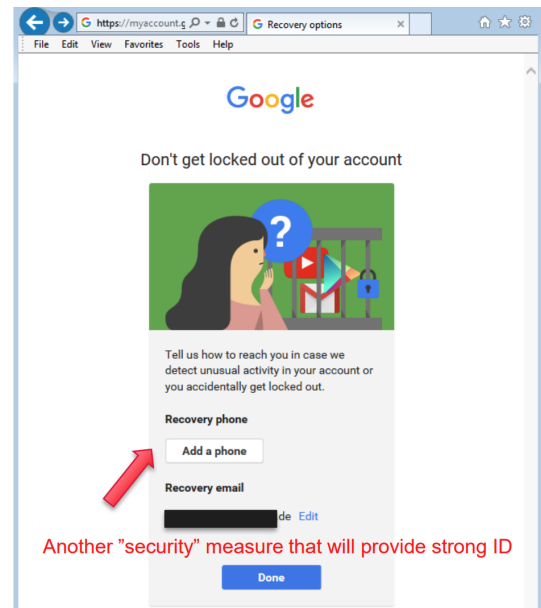 https://myaccount.g
Recovery options
File Edit View Favorites Tools Help
Google
Don't get locked out of your account
?
Tell us how to reach you in case we
detect unusual activity in your account or
you accidentally get locked out.
Recovery phone
Add a phone
Recovery email
de Edit
Another ”security” measure that will provide strong ID
Done